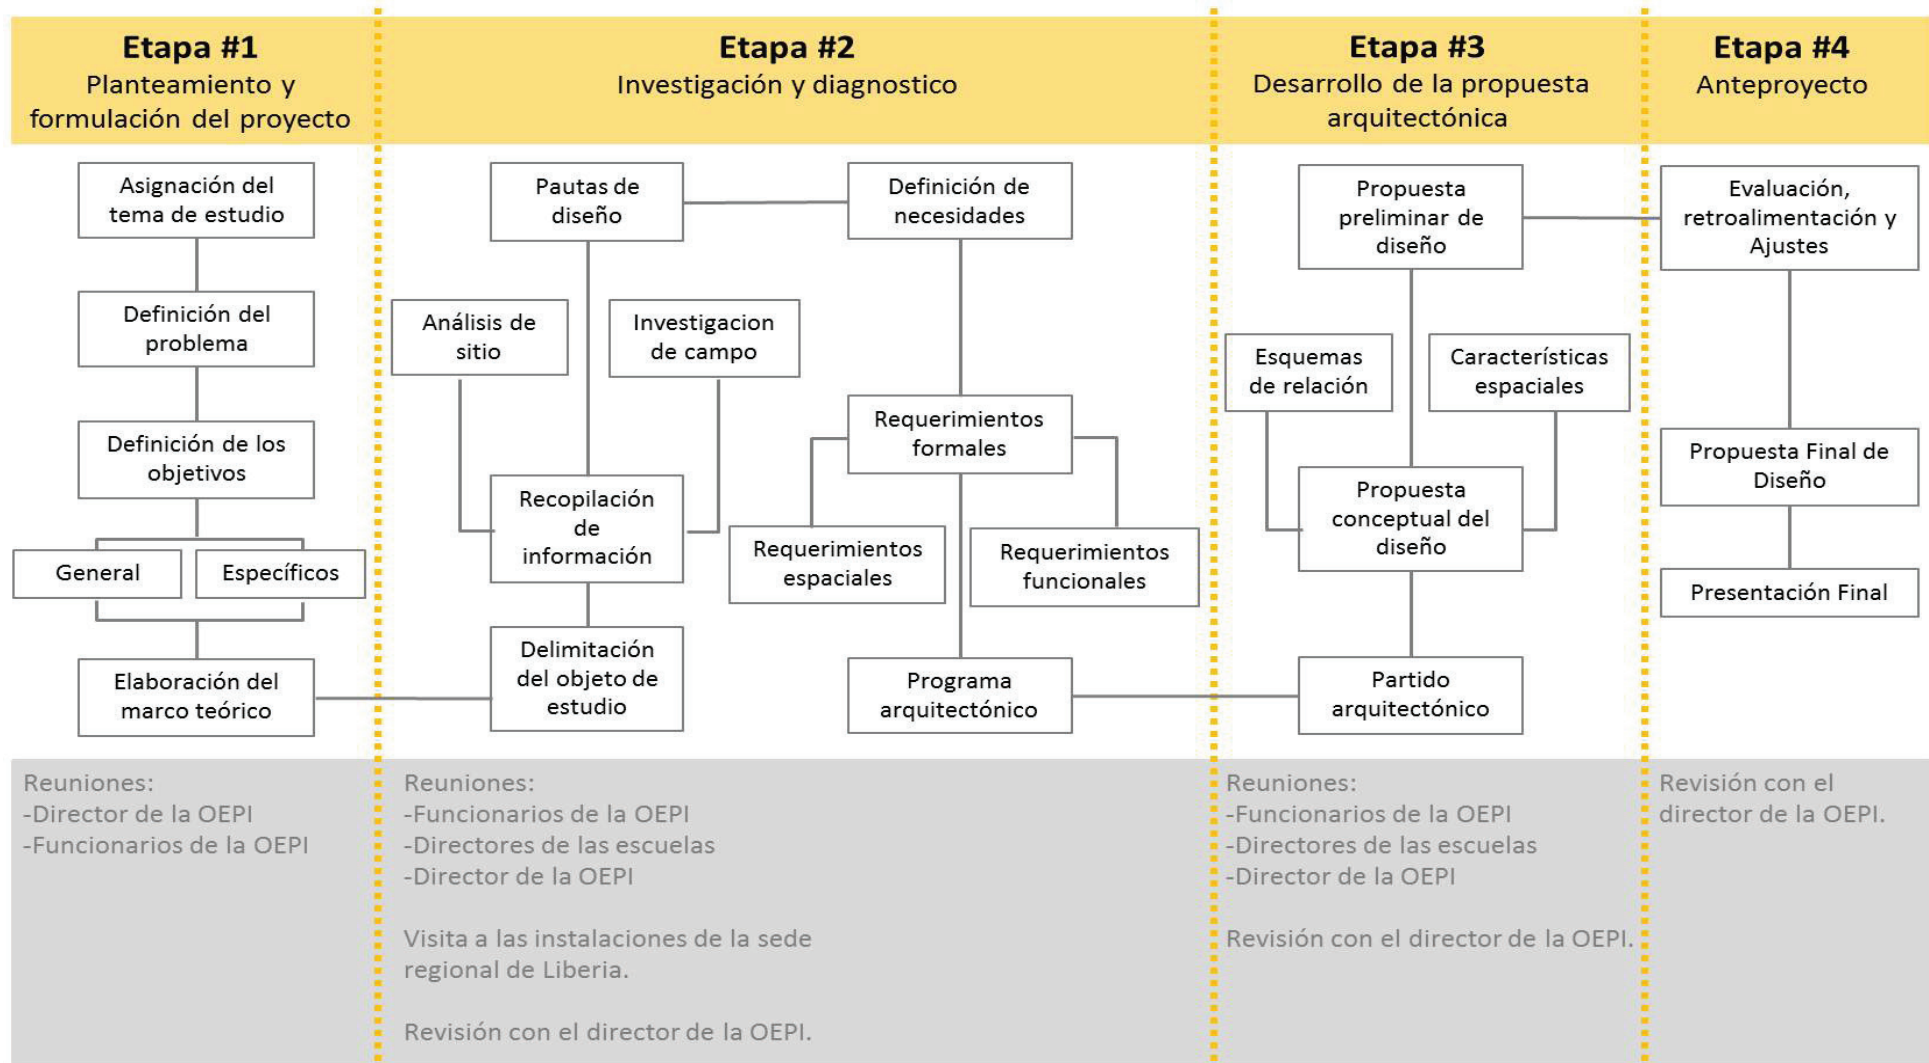 Etapa #1
Planteamiento y
formulación del proyecto
Etapa #2
Investigación y diagnostico
Etapa #3
Desarrollo de la propuesta
arquitectónica
Etapa #4
Anteproyecto
Asignación del
tema de estudio
Definición del
problema
Definición de los
objetivos
General
Específicos
Elaboración del
marco teórico
Pautas de
diseño
Análisis de
sitio
Investigacion
de campo
Recopilación
de
información
Delimitación
del objeto de
estudio
Definición de
necesidades
Requerimientos
formales
Requerimientos
espaciales
Requerimientos
funcionales
Programa
arquitectónico
Propuesta
preliminar de
diseño
Esquemas
de relación
Características
espaciales
Propuesta
conceptual del
diseño
Partido
arquitectónico
Evaluación,
retroalimentación y
Ajustes
Propuesta Final de
Diseño
Presentación Final
Reuniones:
-Director de la OEPI
-Funcionarios de la OEPI
Reuniones:
-Funcionarios de la OEPI
-Directores de las escuelas
-Director de la OEPI
Visita a las instalaciones de la sede
regional de Liberia.
Revisión con el director de la OEPI.
Reuniones:
-Funcionarios de la OEPI
-Directores de las escuelas
-Director de la OEPI
Revisión con el director de la OEPI.
Revisión con el
director de la OEPI.